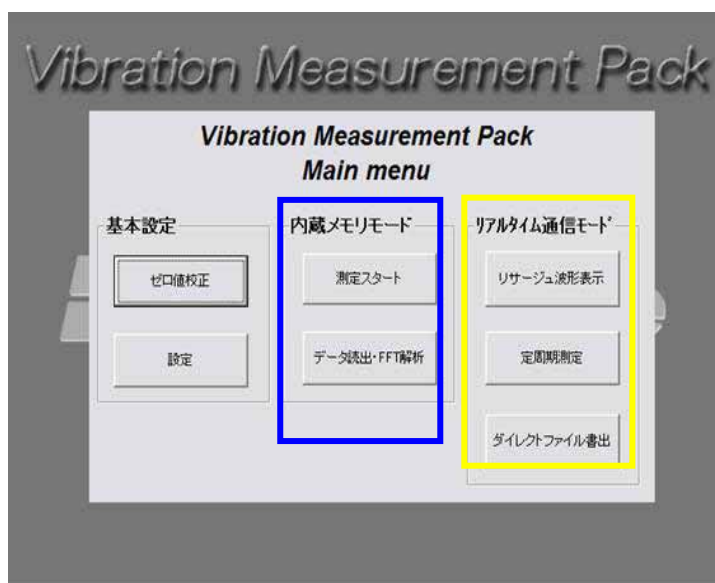 Vibration Measurement Pack
Vibration Measurement Pack
Main menu
基本設定
ゼロ値校正
設定
内蔵メモリモード
測定スタート
データ読出・FFT解析
リアルタイム通信モード
リサージュ波形表示
定周期測定
ダイレクトファイル書出